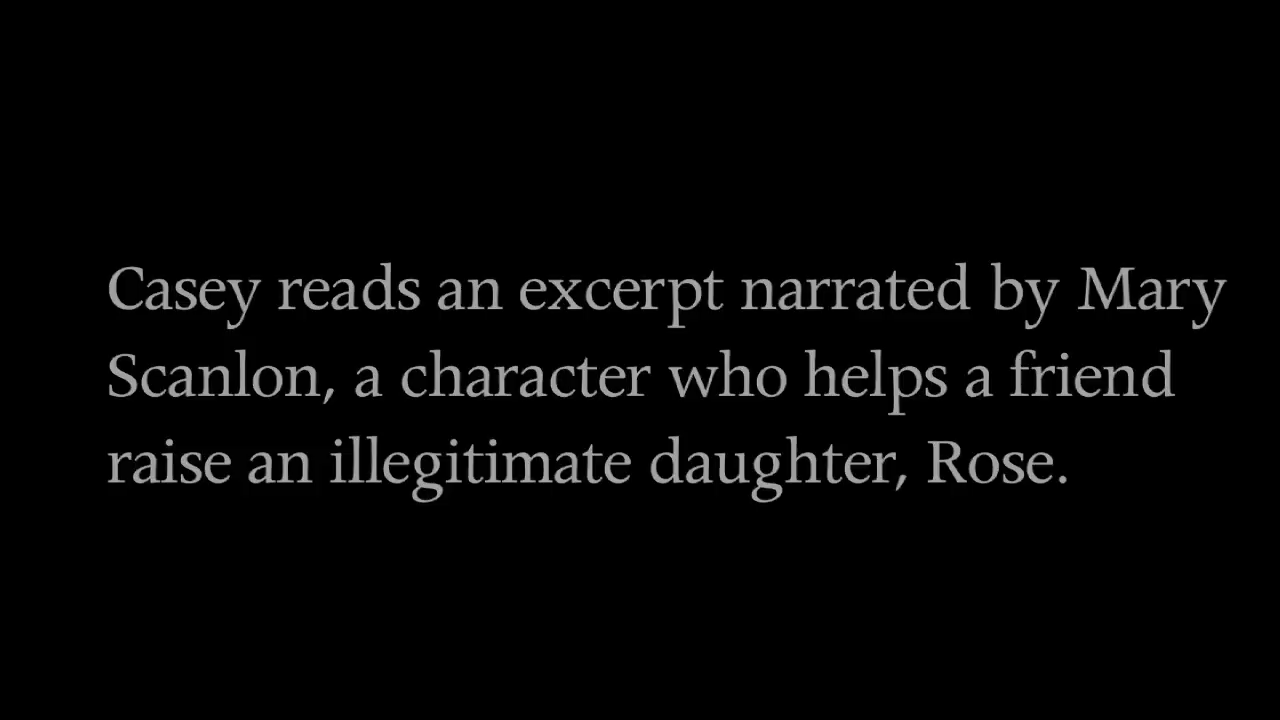 Casey reads an excerpt narrated by Mary
Scanlon, a character who helps a friend
raise an illegitimate daughter, Rose.